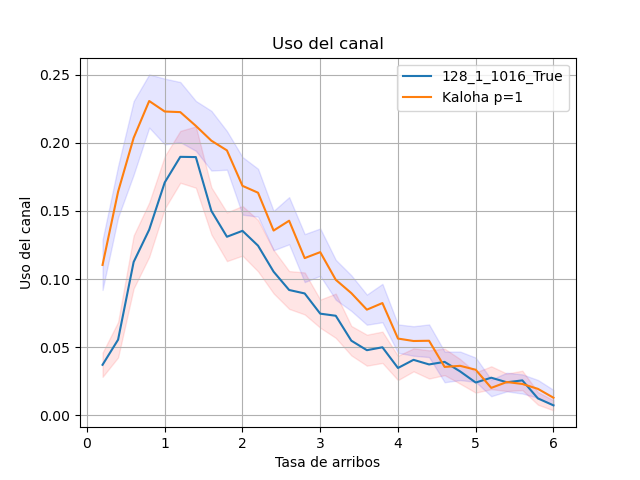 Uso del canal
128_1_1016_True
Kaloha p=1
Uso del canal
0.25
0.20
0.15
0.10
0.05
0.00
0 1 2 3 4 5 6
Tasa de arribos